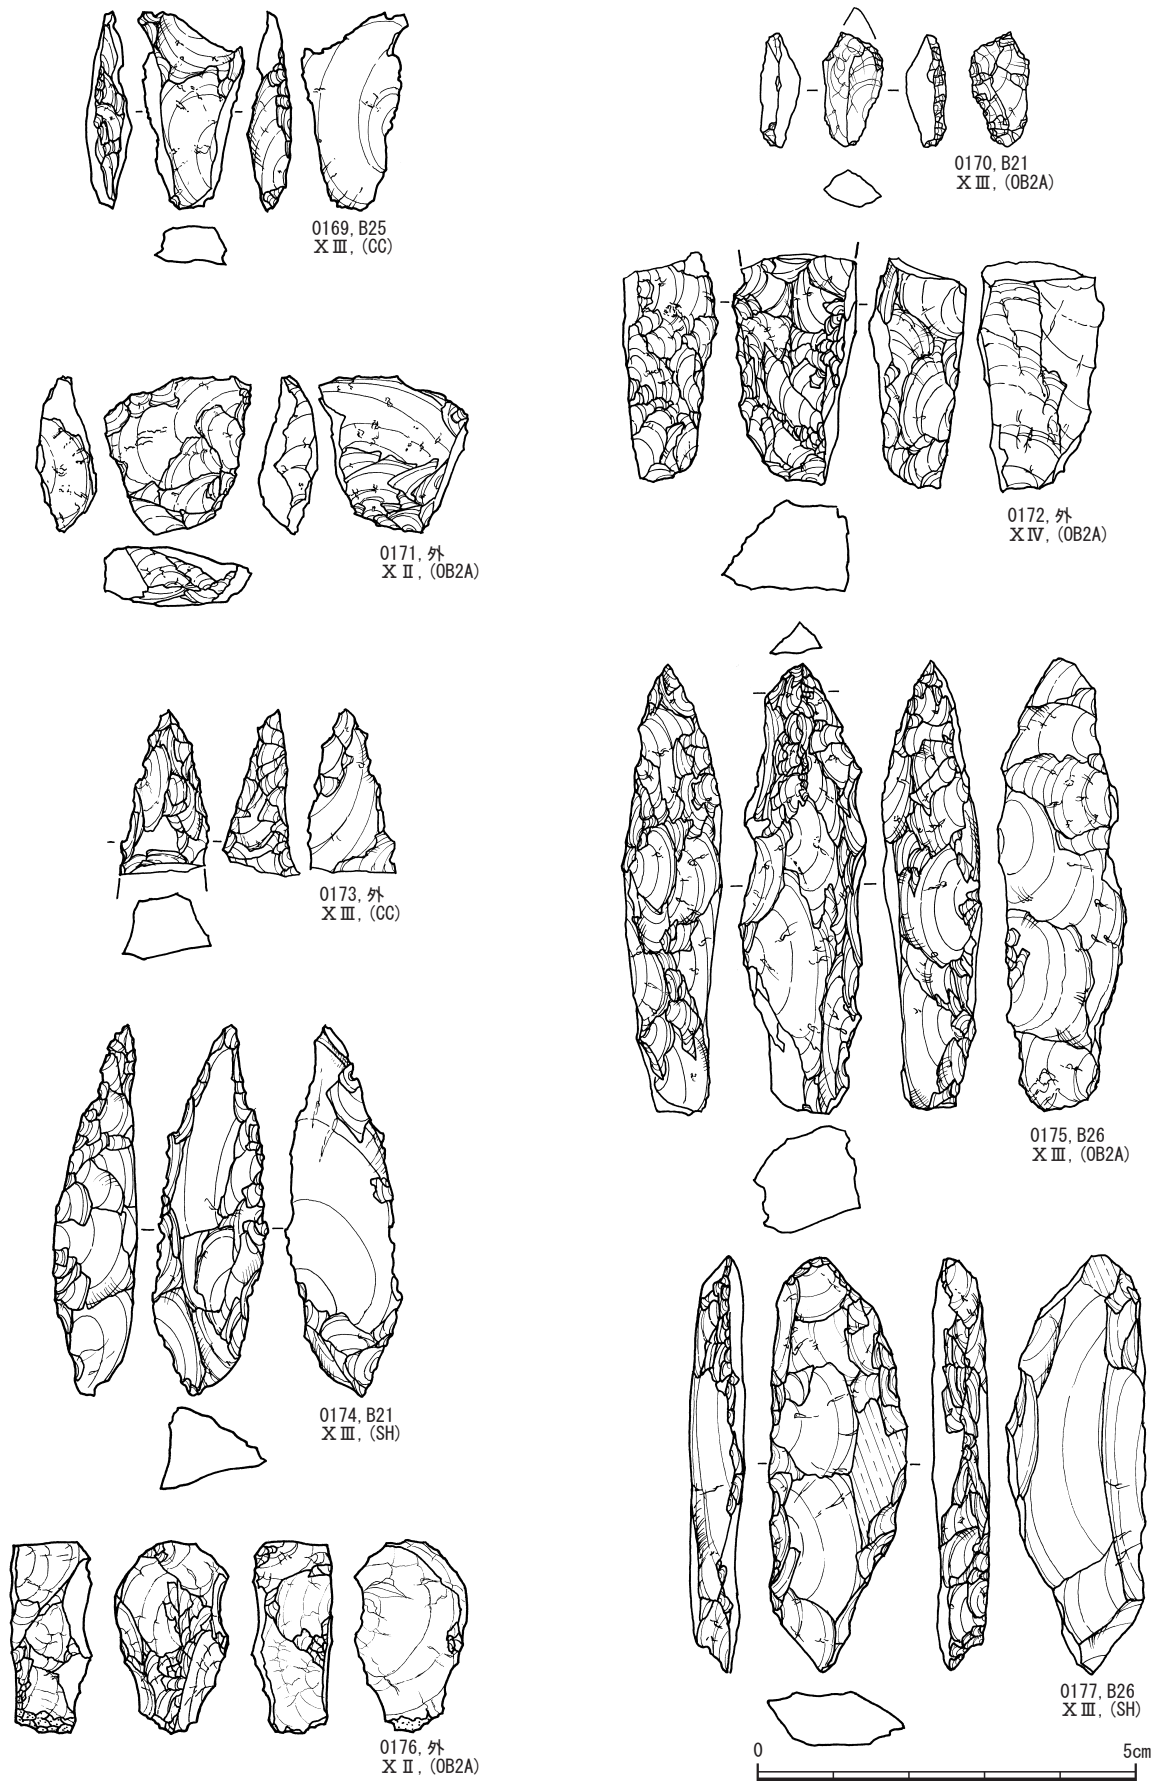 0169, B25
ⅩⅢ, (CC)
0170, B21
ⅩⅢ, (OB2A)
0171, 外
ⅩⅡ, (OB2A)
0172, 外
ⅩⅣ, (OB2A)
0173, 外
ⅩⅢ, (CC)
0174, B21
ⅩⅢ, (SH)
0175, B26
ⅩⅢ, (OB2A)
0176, 外
ⅩⅡ, (OB2A)
0177, B26
ⅩⅢ, (SH)
0 5cm